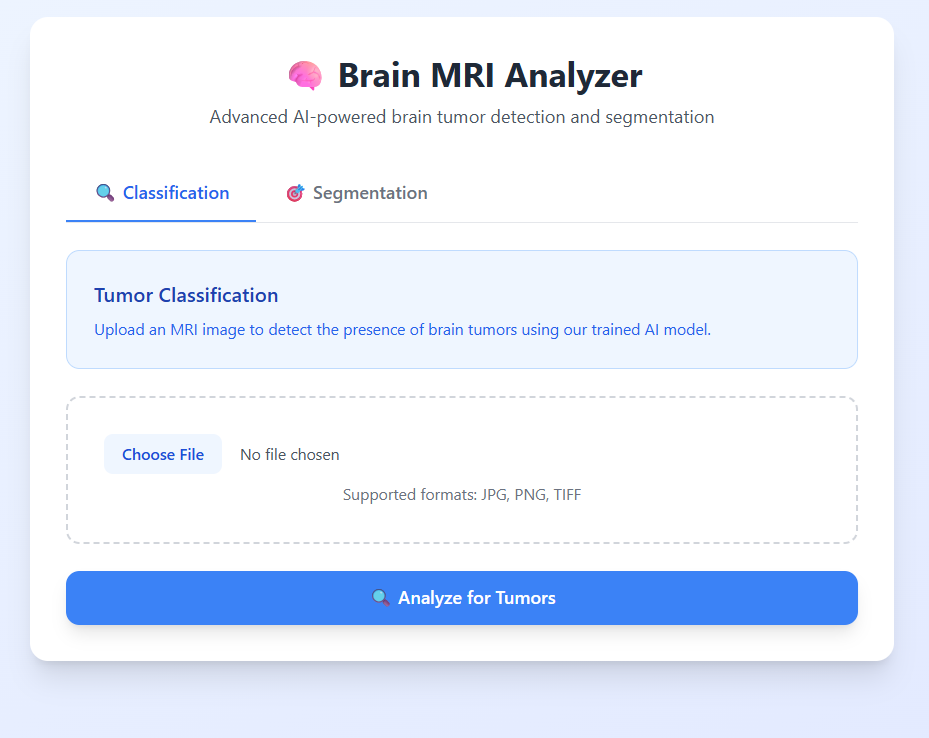 Brain MRI Analyzer
Advanced AI-powered brain tumor detection and segmentation
Classification
Segmentation
Tumor Classification
Upload an MRI image to detect the presence of brain tumors using our trained AI model.
Choose File
No file chosen
Supported formats: JPG, PNG, TIFF
Analyze for Tumors